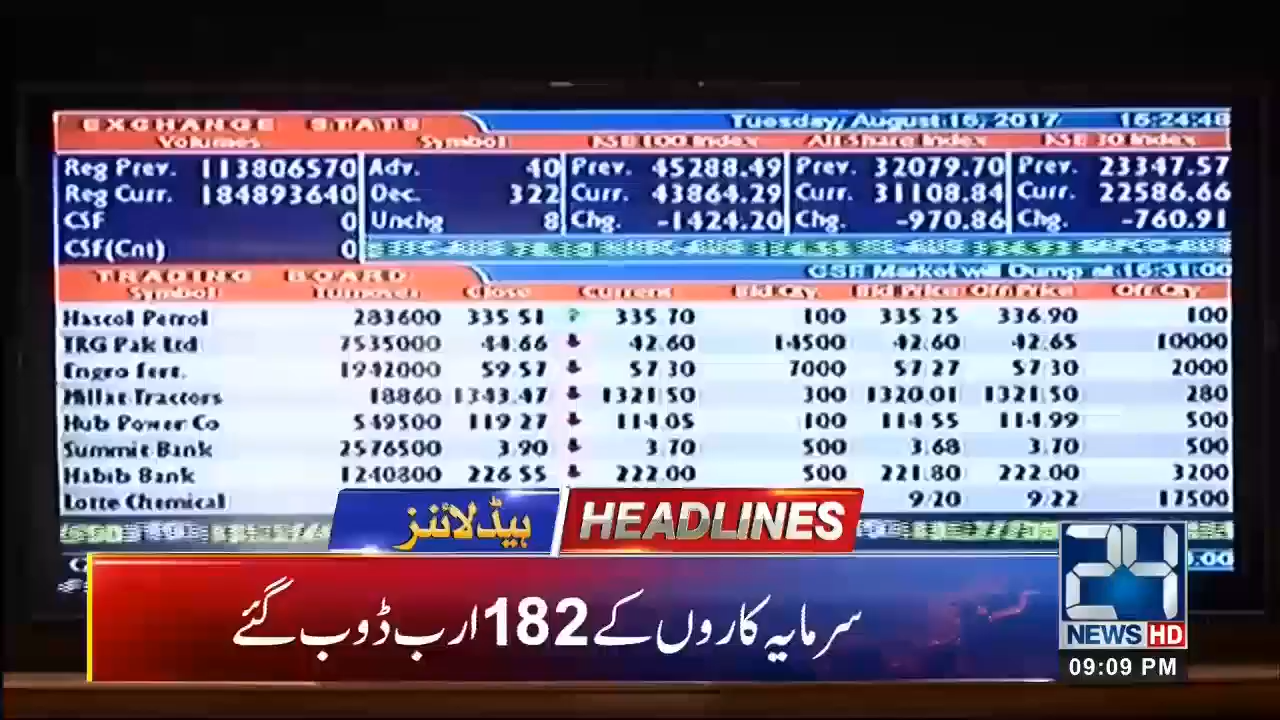 EXCHANGE STATS Tuesday, August 15, 2017 15:24:48
Volumes Symbol KSE 100 Index All-Share Index KSE 30 Index
Reg Prev. 113806570 Adv. 40 Prev. 45288.49 Prev. 32079.70 Prev. 23347.57
Reg Curr. 184893640 Dec. 322 Curr. 43864.29 Curr. 31108.84 Curr. 22586.66
CSF 0 Unchg 8 Chg. -1424.20 Chg. -970.86 Chg. -760.91
CSf(Cnt) 0
TRADING BOARD CSF Market will Dump at 15:31:00
Symbol Turnover Close Current Bid Qty Bid Price Ofr Price Ofr Qty
Hascol Petrol 283600 335.51 335.70 100 335.25 336.90 100
TRG Pak Ltd 7535000 44.66 42.60 14500 42.60 42.65 10000
Engro Fert. 1942000 59.57 57.30 7000 57.27 57.30 2000
Millat Tractors 18860 1343.47 1321.50 300 1320.01 1321.50 280
Hub Power Co 549500 119.27 114.05 100 114.55 114.99 500
Summit Bank 2576500 3.90 3.70 500 3.68 3.70 500
Habib Bank 1240800 226.55 222.00 500 221.80 222.00 3200
Lotte Chemical 9.20 9.22 17500
ہیڈلائنز HEADLINES
سرمایہ کاروں کے 182 ارب ڈوب گئے
24
NEWS HD
09:09 PM